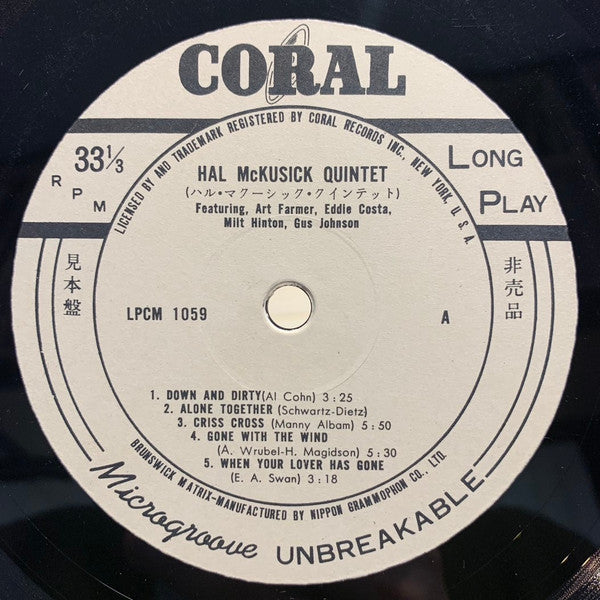 CORAL
LICENSED BY AND TRADEMARK REGISTERED BY CORAL RECORDS INC., NEW YORK, U.S.A.
33⅓
RPM
LONG
PLAY
HAL McKUSICK QUINTET
(ハル・マクーシック・クインテット)
Featuring, Art Farmer, Eddie Costa,
Milt Hinton, Gus Johnson
見本盤
非売品
LPCM 1059
A
1. DOWN AND DIRTY(Al Cohn) 3:25
2. ALONE TOGETHER (Schwartz-Dietz)
3. CRISS CROSS (Manny Albam) 5:50
4. GONE WITH THE WIND
(A. Wrubel-H. Magidson) 5:30
5. WHEN YOUR LOVER HAS GONE
(E. A. Swan) 3:18
BRUNSWICK MATRIX-MANUFACTURED BY NIPPON GRAMMOPHON CO., LTD.
Microgroove UNBREAKABLE